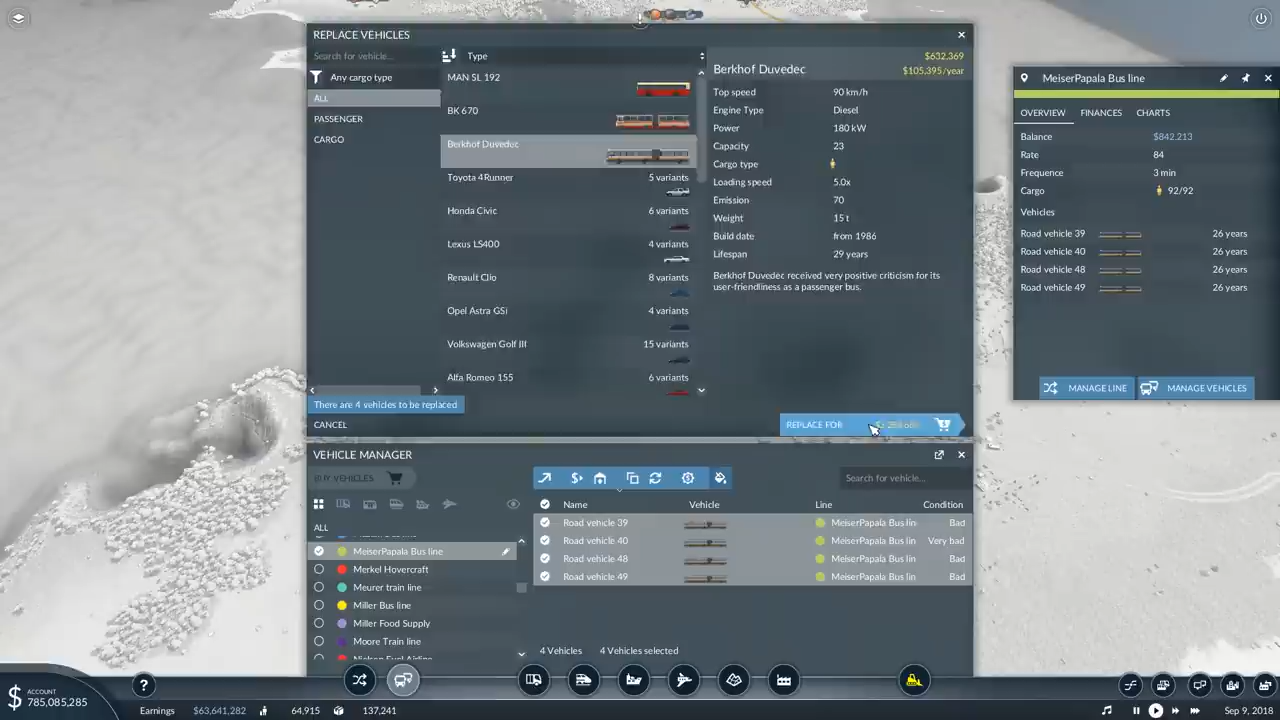 REPLACE VEHICLES
Search for vehicle...
Type
Any cargo type
ALL
PASSENGER
CARGO
MAN SL 192
BK 670
Berkhof Duvedec
Toyota 4Runner 5 variants
Honda Civic 6 variants
Lexus LS400 4 variants
Renault Clio 8 variants
Opel Astra GSi 4 variants
Volkswagen Golf III 15 variants
Alfa Romeo 155 6 variants
$632,369
Berkhof Duvedec $105,395/year
Top speed 90 km/h
Engine Type Diesel
Power 180 kW
Capacity 23
Cargo type
Loading speed 5.0x
Emission 70
Weight 15 t
Build date from 1986
Lifespan 29 years
Berkhof Duvedec received very positive criticism for its
user-friendliness as a passenger bus.
There are 4 vehicles to be replaced
CANCEL
REPLACE FOR
MeiserPapala Bus line
OVERVIEW FINANCES CHARTS
Balance $842,213
Rate 84
Frequence 3 min
Cargo 92/92
Vehicles
Road vehicle 39 26 years
Road vehicle 40 26 years
Road vehicle 48 26 years
Road vehicle 49 26 years
MANAGE LINE MANAGE VEHICLES
VEHICLE MANAGER
BUY VEHICLES
Search for vehicle...
ALL
MeiserPapala Bus line
Merkel Hovercraft
Meurer train line
Miller Bus line
Miller Food Supply
Moore Train line
Nielsen Fuel Airline
Name Vehicle Line Condition
Road vehicle 39 MeiserPapala Bus lin Bad
Road vehicle 40 MeiserPapala Bus lin Very bad
Road vehicle 48 MeiserPapala Bus lin Bad
Road vehicle 49 MeiserPapala Bus lin Bad
4 Vehicles 4 Vehicles selected
$ ACCOUNT
785,085,285
?
Earnings $63,641,282 64,915 137,241
Sep 9, 2018